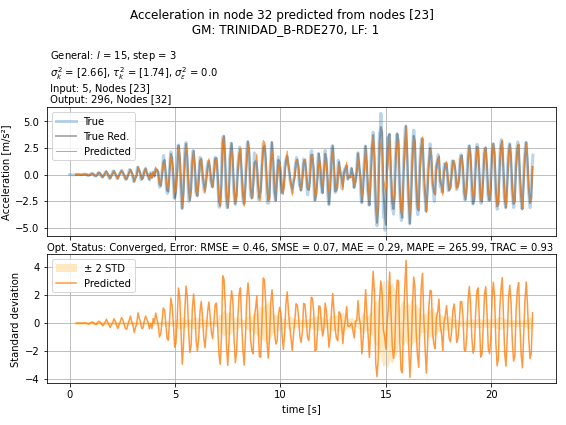 Acceleration in node 32 predicted from nodes [23]
GM: TRINIDAD_B-RDE270, LF: 1
General: l = 15, step = 3
σ²ₖ = [2.66], τ²ₖ = [1.74], σ²ε = 0.0
Input: 5, Nodes [23]
Output: 296, Nodes [32]
True
True Red.
Predicted
Acceleration [m/s²]
5.0
2.5
0.0
−2.5
−5.0
Opt. Status: Converged, Error: RMSE = 0.46, SMSE = 0.07, MAE = 0.29, MAPE = 265.99, TRAC = 0.93
± 2 STD
Predicted
Standard deviation
4
2
0
−2
−4
0 5 10 15 20
time [s]